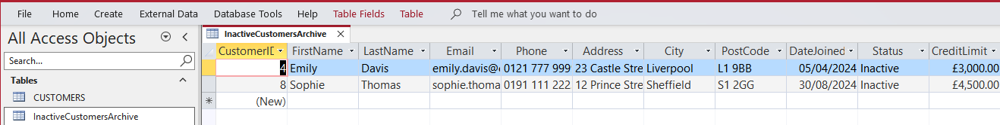 File Home Create External Data Database Tools Help Table Fields Table Tell me what you want to do
All Access Objects
Search...
Tables
CUSTOMERS
InactiveCustomersArchive
InactiveCustomersArchive
CustomerID FirstName LastName Email Phone Address City PostCode DateJoined Status CreditLimit
4 Emily Davis emily.davis@ 0121 777 999 23 Castle Stre Liverpool L1 9BB 05/04/2024 Inactive £3,000.00
8 Sophie Thomas sophie.thoma 0191 111 222 12 Prince Stre Sheffield S1 2GG 30/08/2024 Inactive £4,500.00
(New)